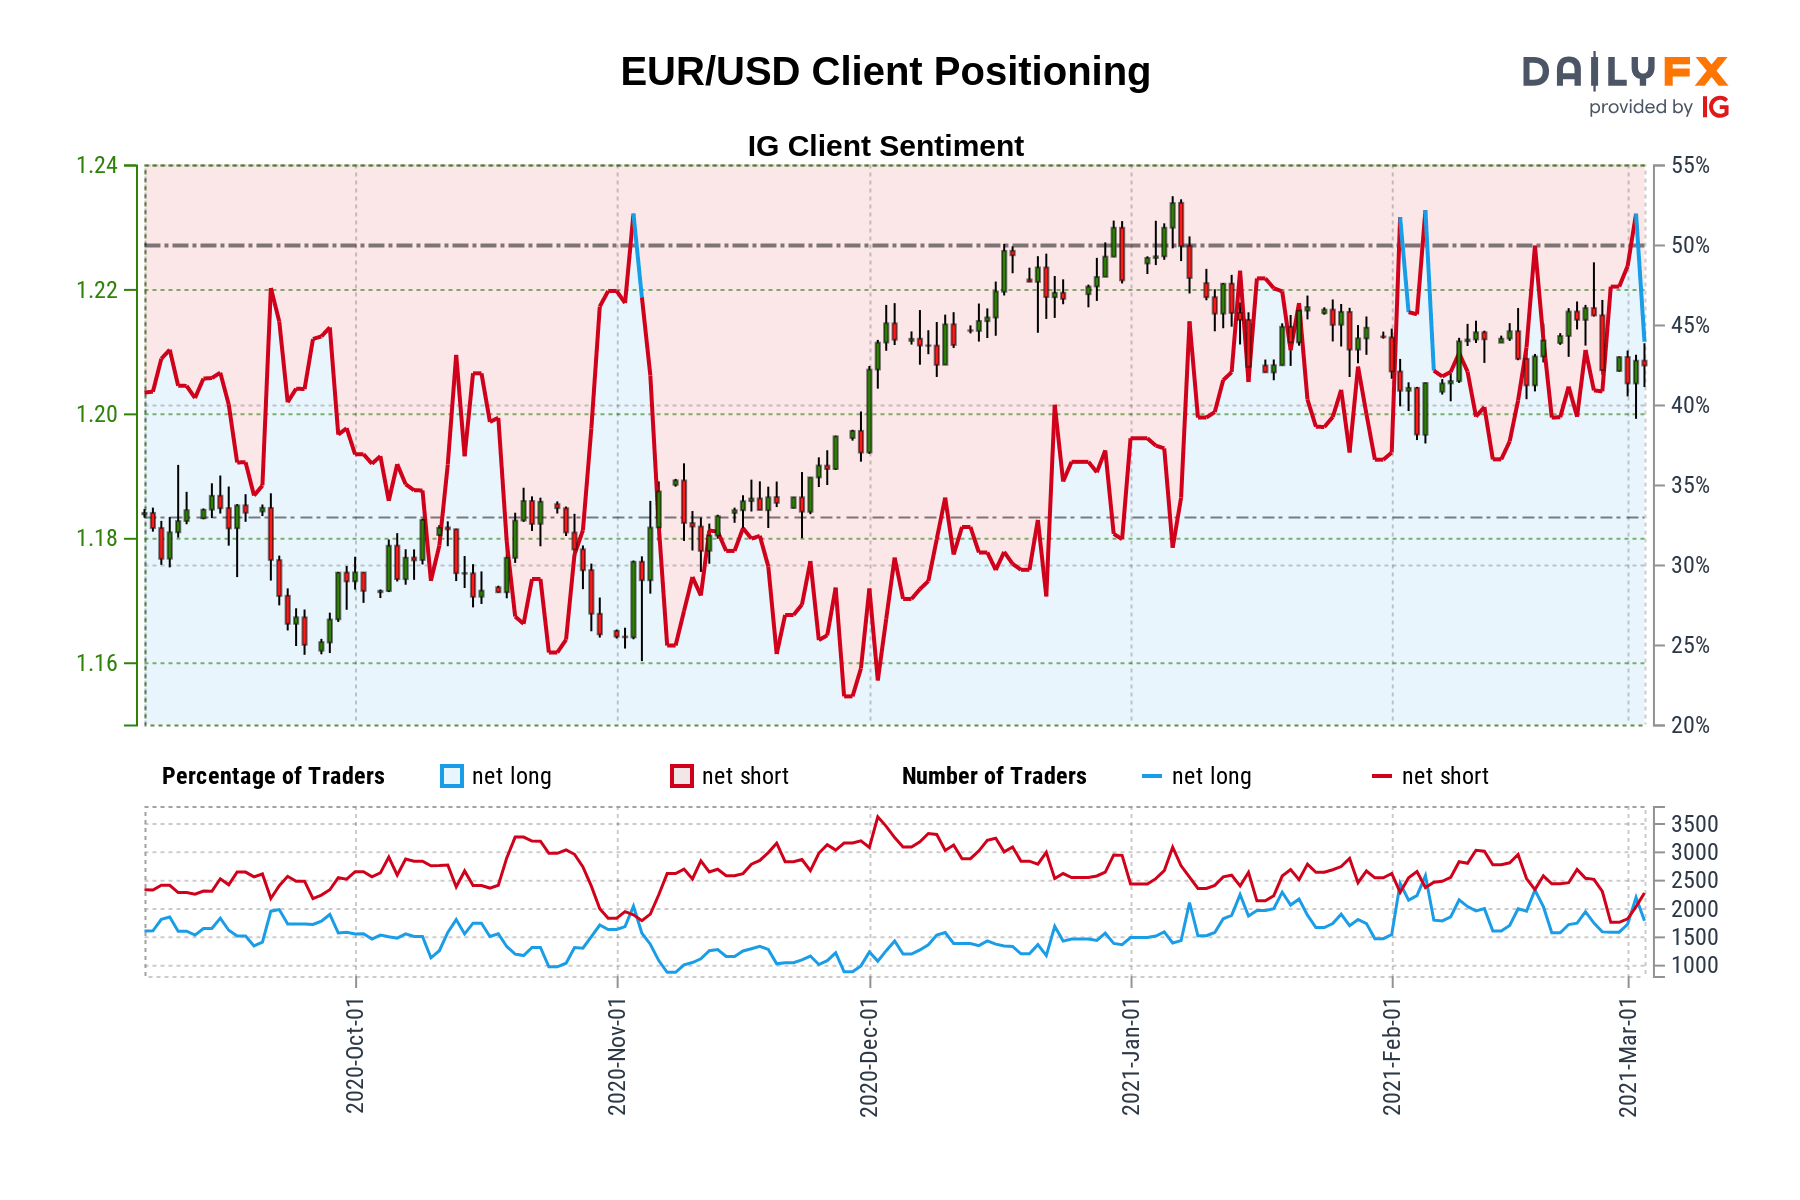 EUR/USD Client Positioning
DAILYFX
provided by IG
IG Client Sentiment
1.24
1.22
1.20
1.18
1.16
55%
50%
45%
40%
35%
30%
25%
20%
Percentage of Traders net long net short Number of Traders net long net short
3500
3000
2500
2000
1500
1000
2020-Oct-01
2020-Nov-01
2020-Dec-01
2021-Jan-01
2021-Feb-01
2021-Mar-01